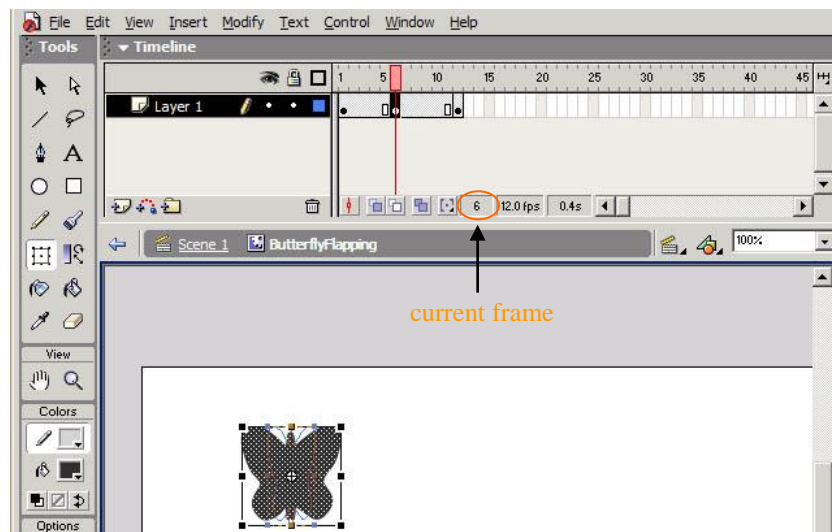 File Edit View Insert Modify Text Control Window Help
Tools Timeline
1 5 10 15 20 25 30 35 40 45
Layer 1
A
6 12.0 fps 0.4s
Scene 1 ButterflyFlapping 100%
current frame
View
Colors
Options